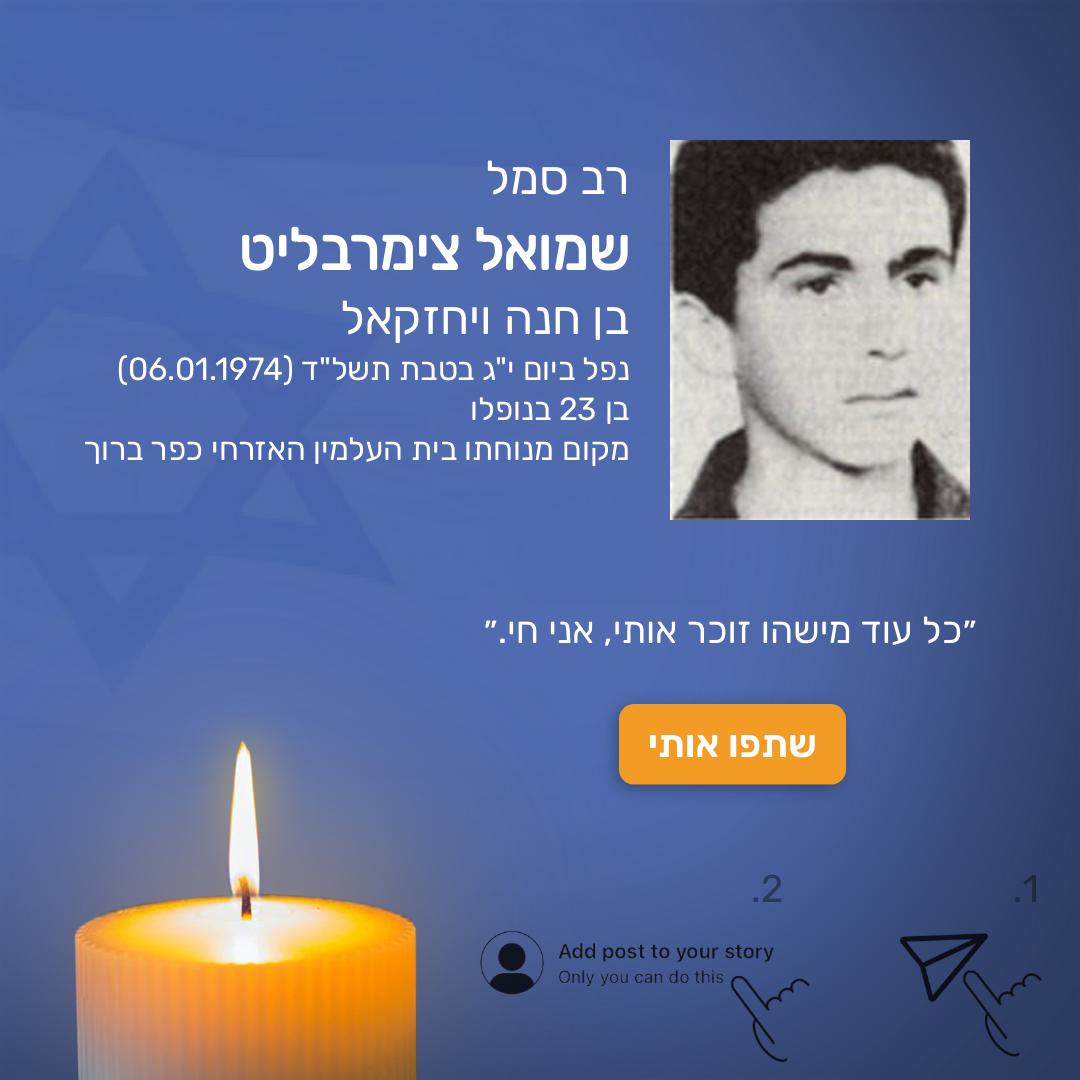 רב סמל
שמואל צימרבליט
בן חנה ויחזקאל
נפל ביום י"ג בטבת תשל"ד (06.01.1974)
בן 23 בנופלו
מקום מנוחתו בית העלמין האזרחי כפר ברוך
״כל עוד מישהו זוכר אותי, אני חי.״
שתפו אותי
1.
2.
Add post to your story
Only you can do this